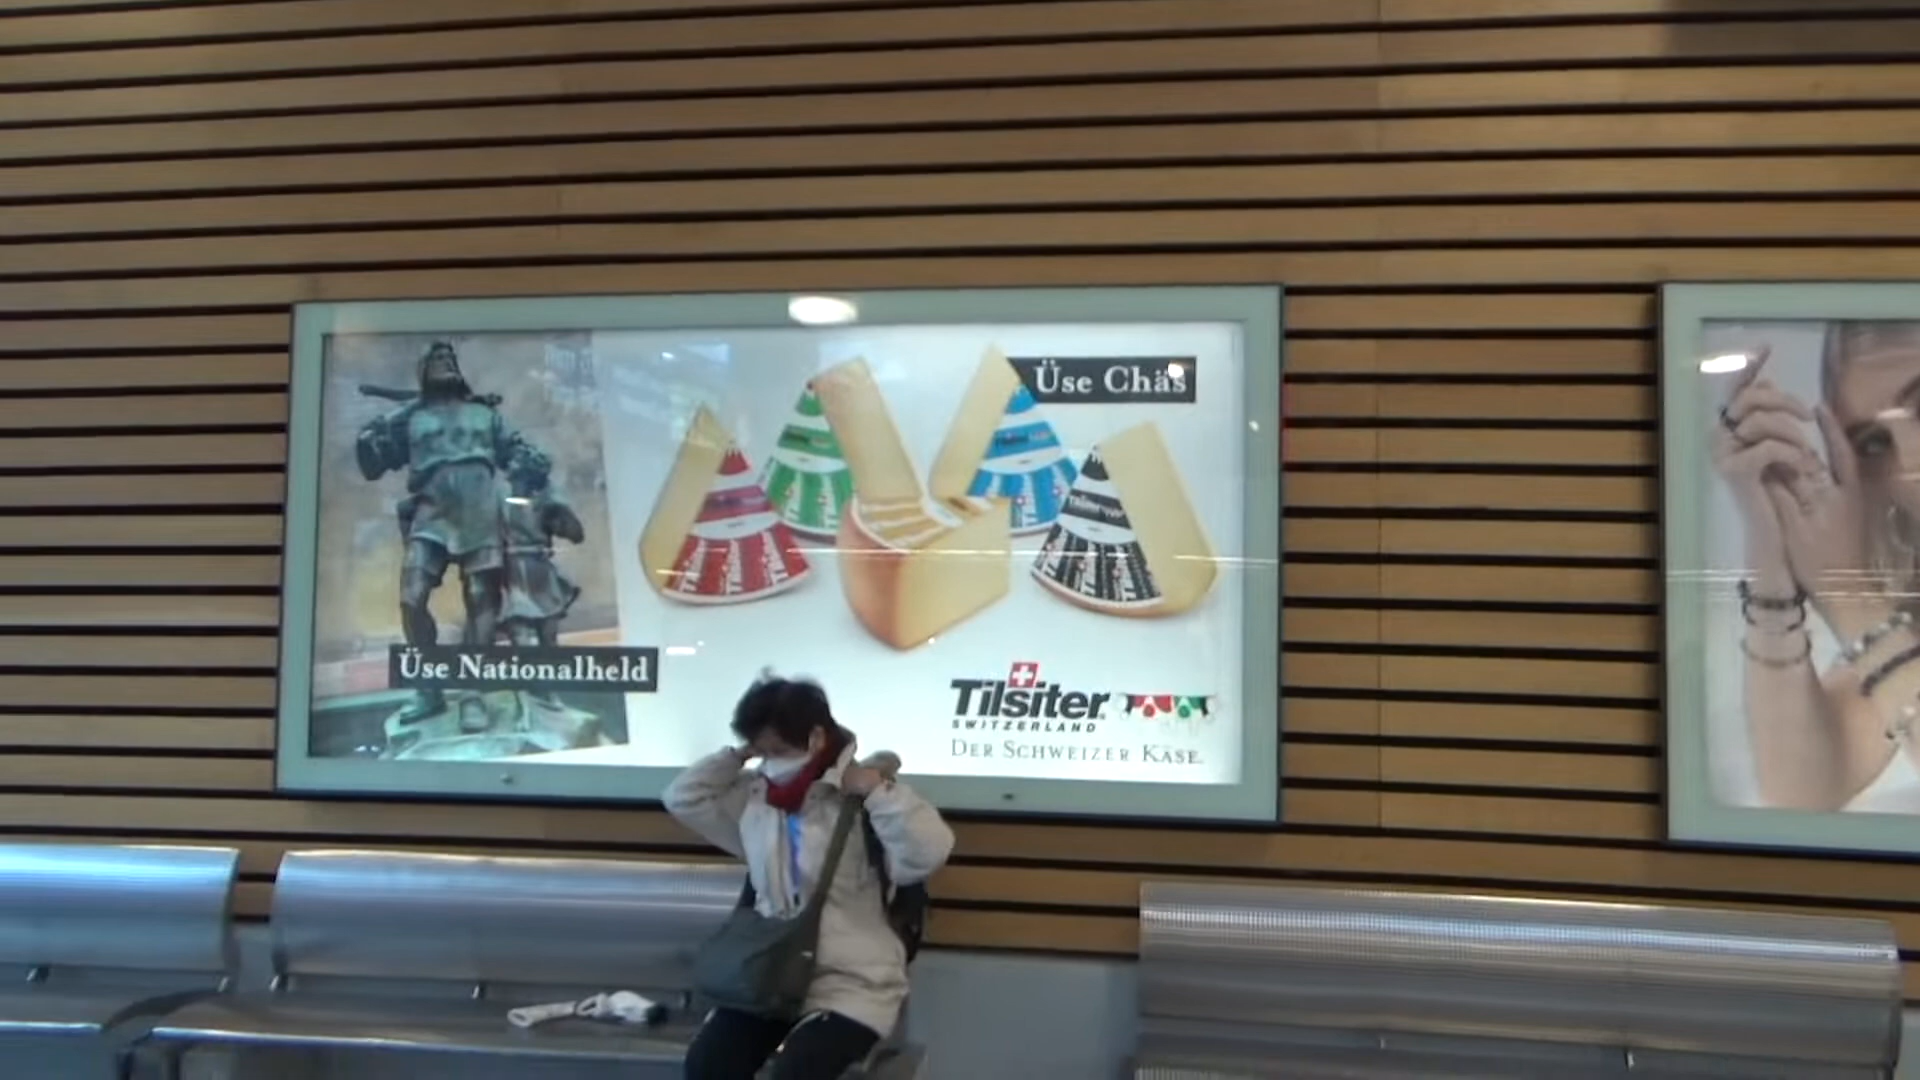 Üse Chäs
Üse Nationalheld
Tilsiter
SWITZERLAND
DER SCHWEIZER KÄSE.